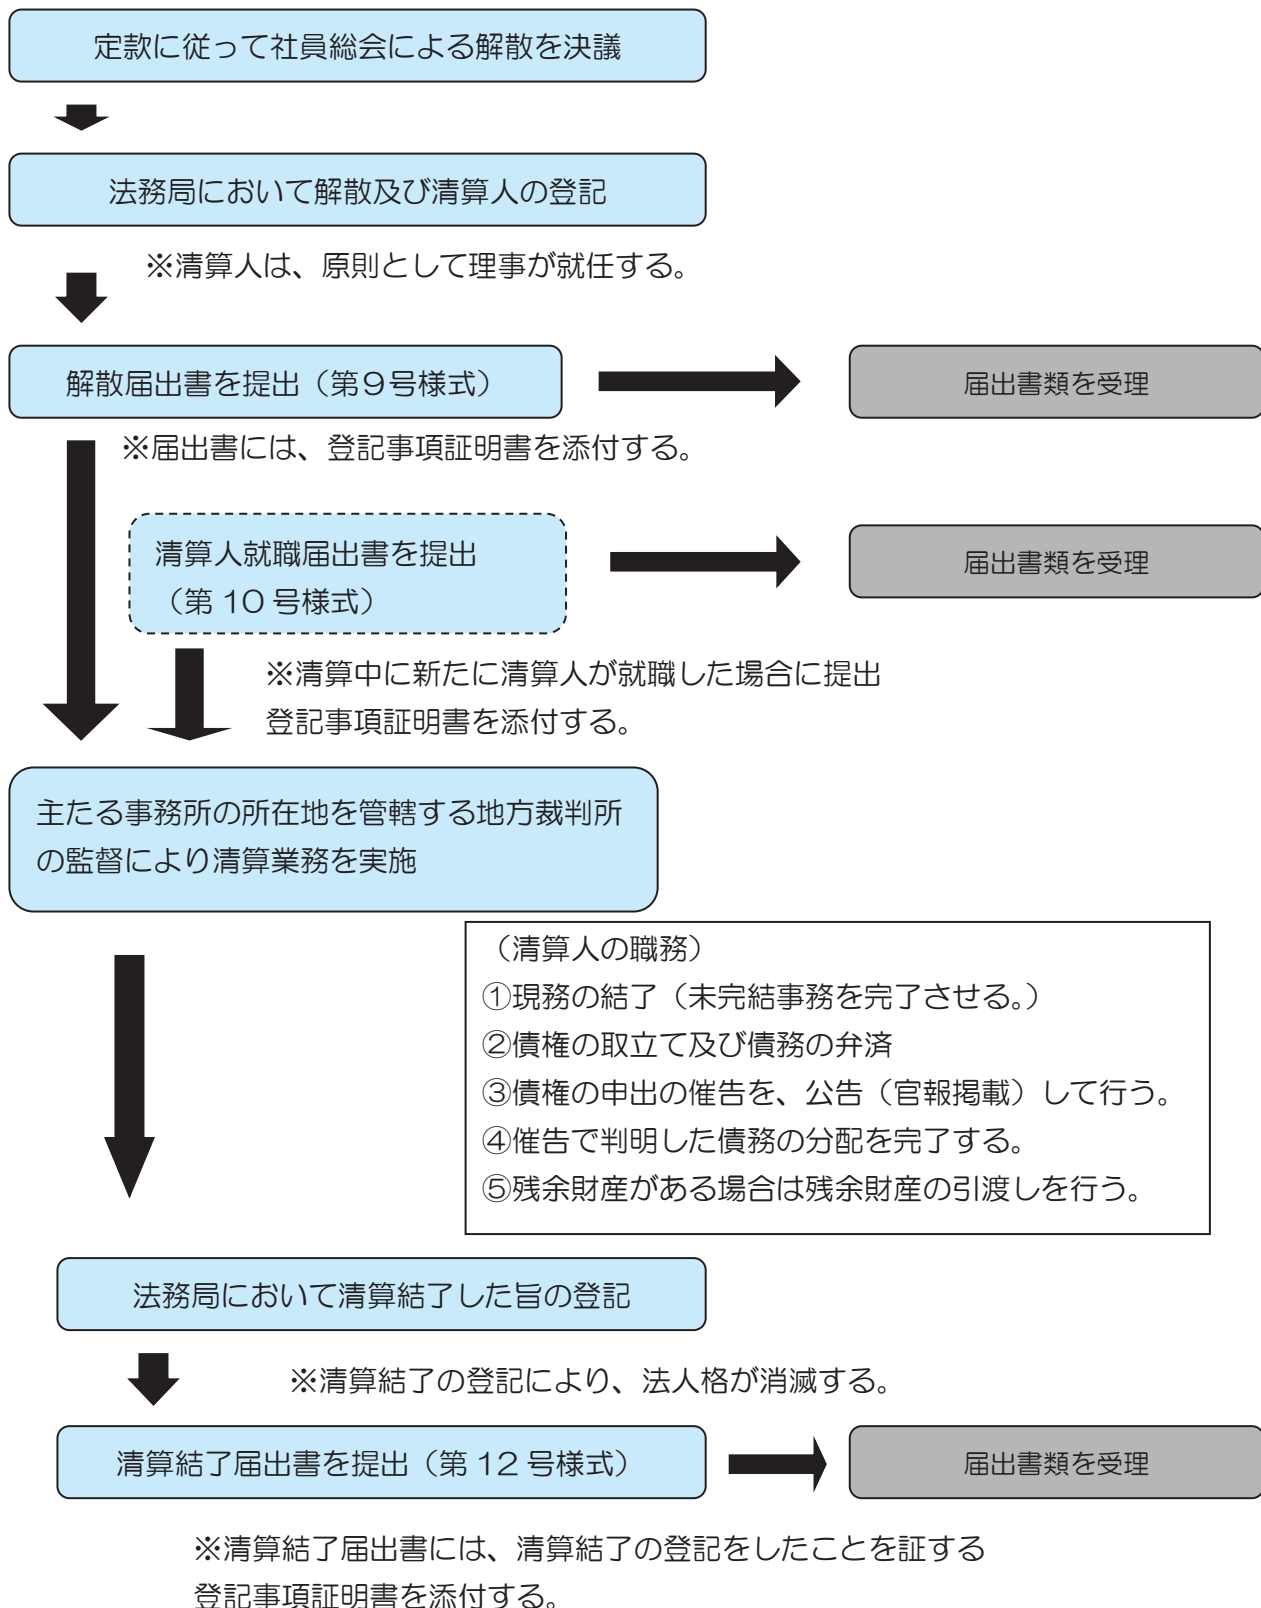 定款に従って社員総会による解散を決議
法務局において解散及び清算人の登記
※清算人は、原則として理事が就任する。
解散届出書を提出（第９号様式）
届出書類を受理
※届出書には、登記事項証明書を添付する。
清算人就職届出書を提出
（第 10 号様式）
届出書類を受理
※清算中に新たに清算人が就職した場合に提出
登記事項証明書を添付する。
主たる事務所の所在地を管轄する地方裁判所
の監督により清算業務を実施
（清算人の職務）
①現務の結了（未完結事務を完了させる。）
②債権の取立て及び債務の弁済
③債権の申出の催告を、公告（官報掲載）して行う。
④催告で判明した債務の分配を完了する。
⑤残余財産がある場合は残余財産の引渡しを行う。
法務局において清算結了した旨の登記
※清算結了の登記により、法人格が消滅する。
清算結了届出書を提出（第 12 号様式）
届出書類を受理
※清算結了届出書には、清算結了の登記をしたことを証する
登記事項証明書を添付する。